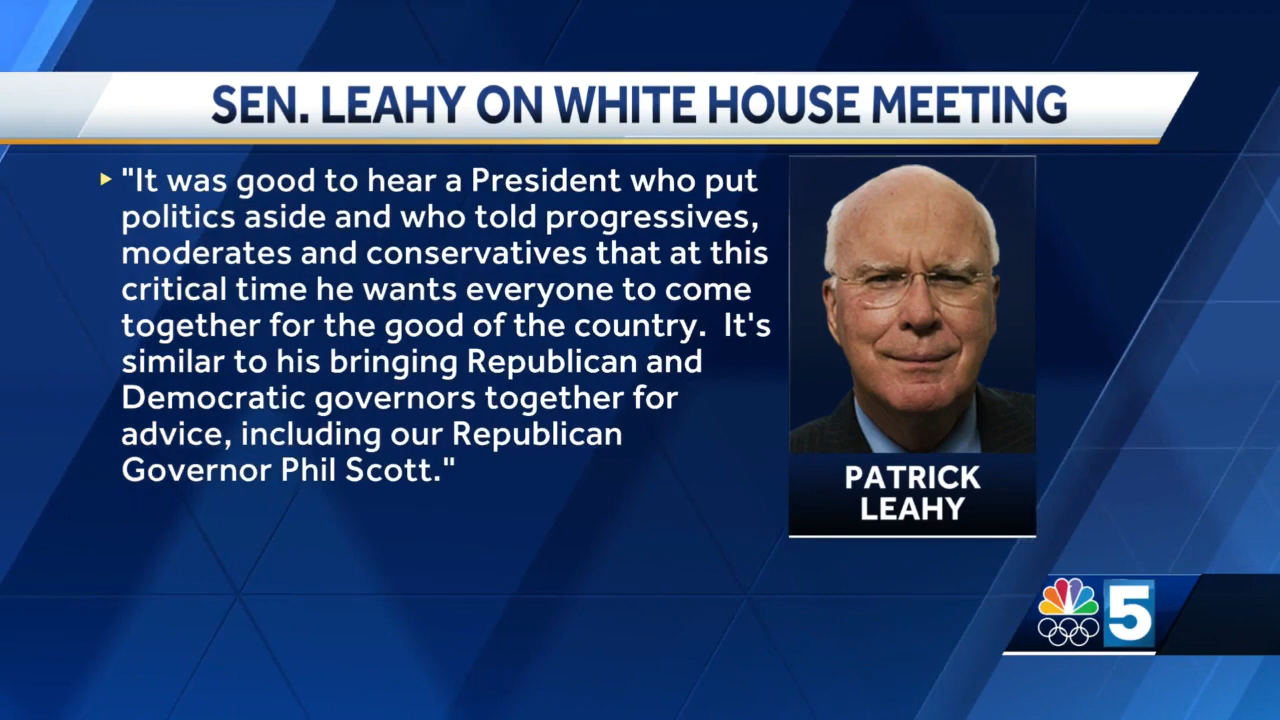 SEN. LEAHY ON WHITE HOUSE MEETING
"It was good to hear a President who put
politics aside and who told progressives,
moderates and conservatives that at this
critical time he wants everyone to come
together for the good of the country.  It's
similar to his bringing Republican and
Democratic governors together for
advice, including our Republican
Governor Phil Scott."
PATRICK
LEAHY
5